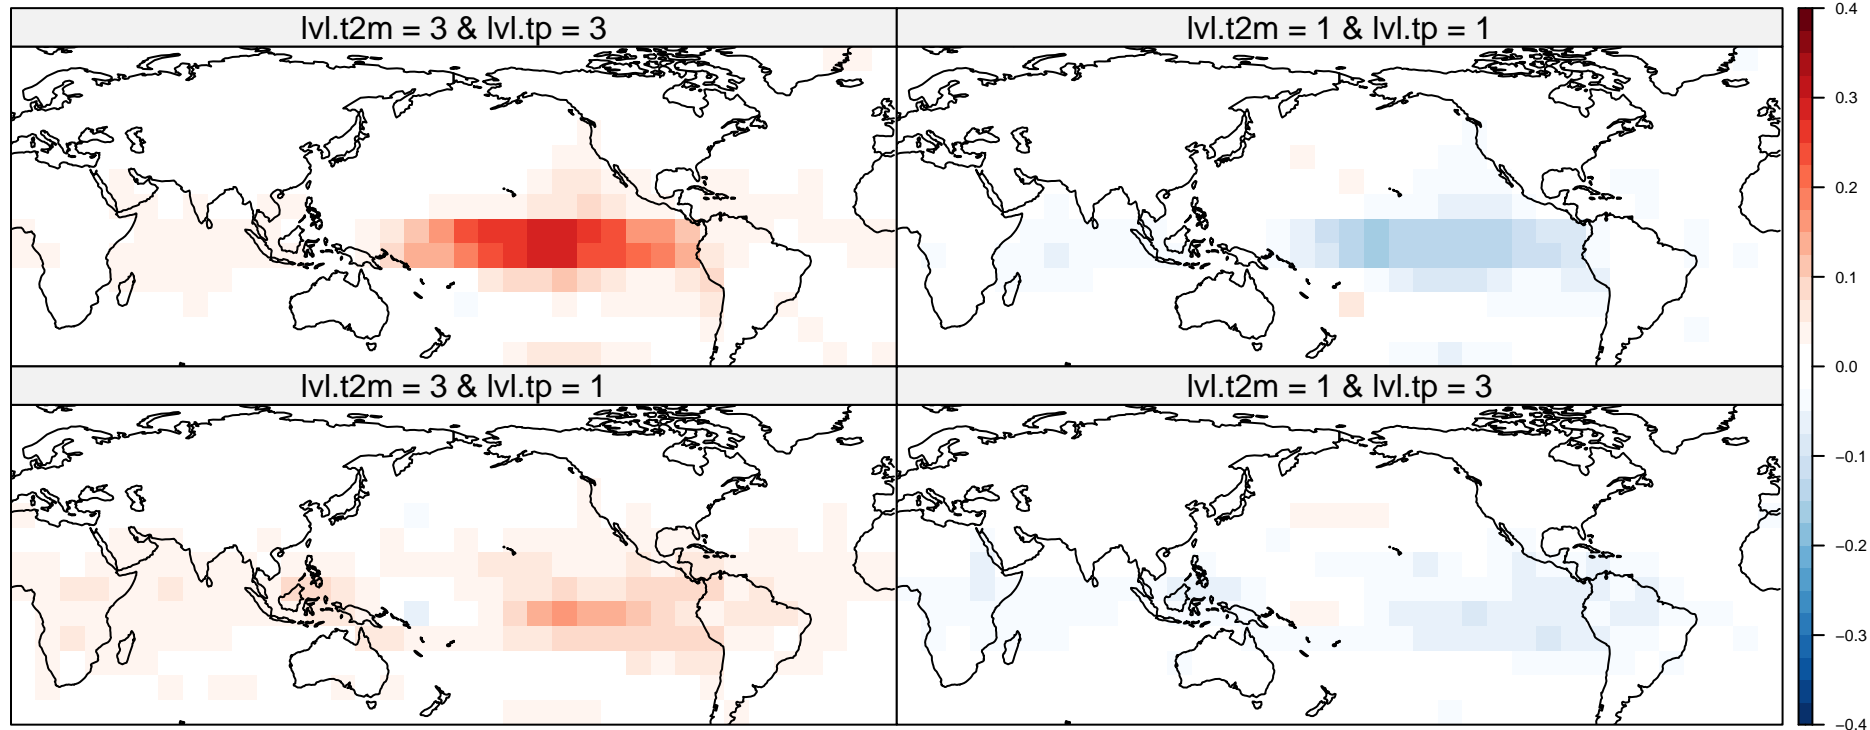 lvl.t2m = 3 & lvl.tp = 3
lvl.t2m = 1 & lvl.tp = 1
lvl.t2m = 3 & lvl.tp = 1
lvl.t2m = 1 & lvl.tp = 3
0.4
0.3
0.2
0.1
0.0
−0.1
−0.2
−0.3
−0.4